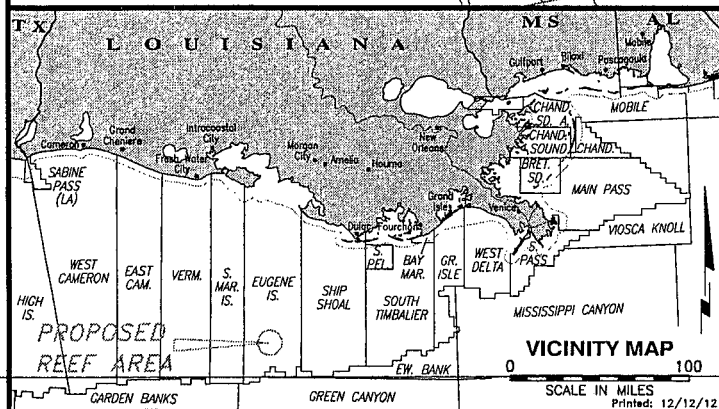 TX
MS
AL
LOUISIANA
Mobile
Biloxi
Gulfport
Pascagoula
MOBILE
CHAND.
SD. A.
CHAND.
SOUND
CHAND.
BRET.
SD.
New
Orleans
Grand
Cheniere
Cameron
Intracoastal
City
Morgan
City
Amelia
Houma
Fresh Water
City
SABINE
PASS
(LA)
MAIN PASS
Grand
Isle
Venice
Dulac
Fourchon
VIOSCA KNOLL
S.
PEL.
BAY
MAR.
GR.
ISLE
WEST
DELTA
S.
PASS
WEST
CAMERON
EAST
CAM.
VERM.
S.
MAR.
IS.
EUGENE
IS.
SHIP
SHOAL
SOUTH
TIMBALIER
HIGH
IS.
MISSISSIPPI CANYON
PROPOSED
REEF AREA
EW. BANK
VICINITY MAP
0 100
SCALE IN MILES
Printed: 12/12/12
GARDEN BANKS
GREEN CANYON